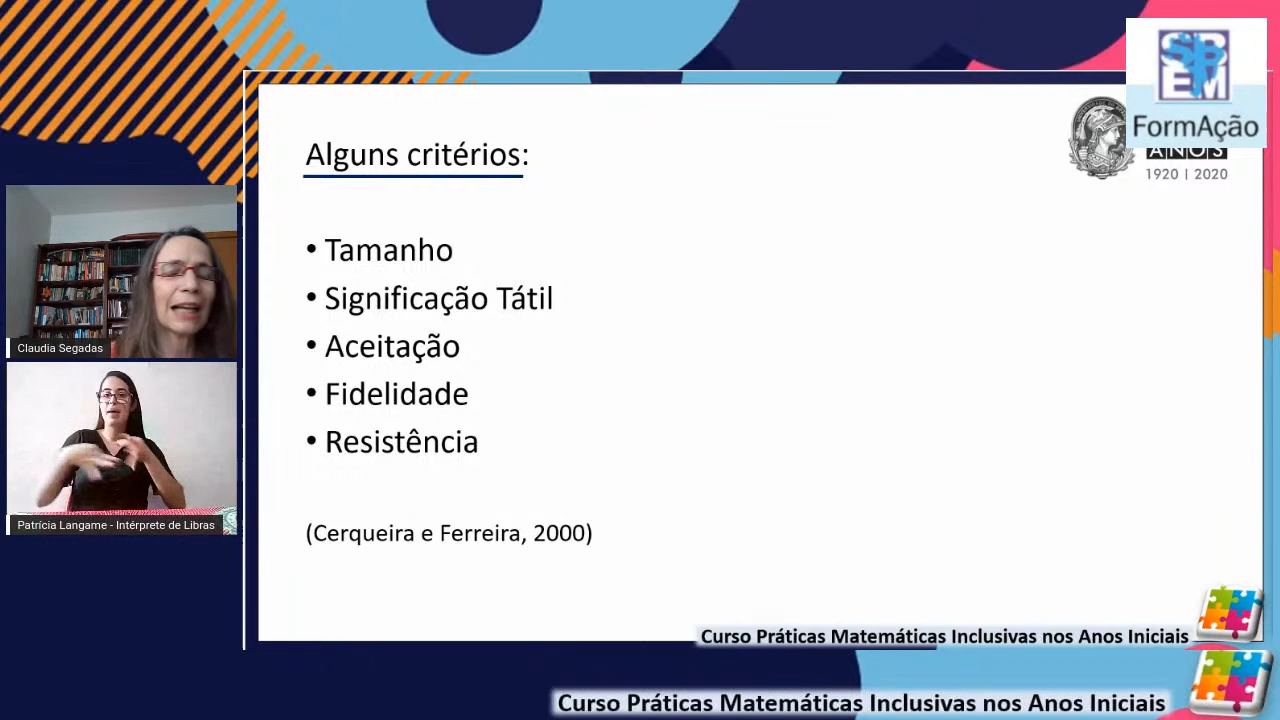 SBEM
FormAção
ANOS
1920 | 2020
Alguns critérios:
• Tamanho
• Significação Tátil
• Aceitação
• Fidelidade
• Resistência
(Cerqueira e Ferreira, 2000)
Claudia Segadas
Patrícia Langame - Intérprete de Libras
Curso Práticas Matemáticas Inclusivas nos Anos Iniciais
Curso Práticas Matemáticas Inclusivas nos Anos Iniciais